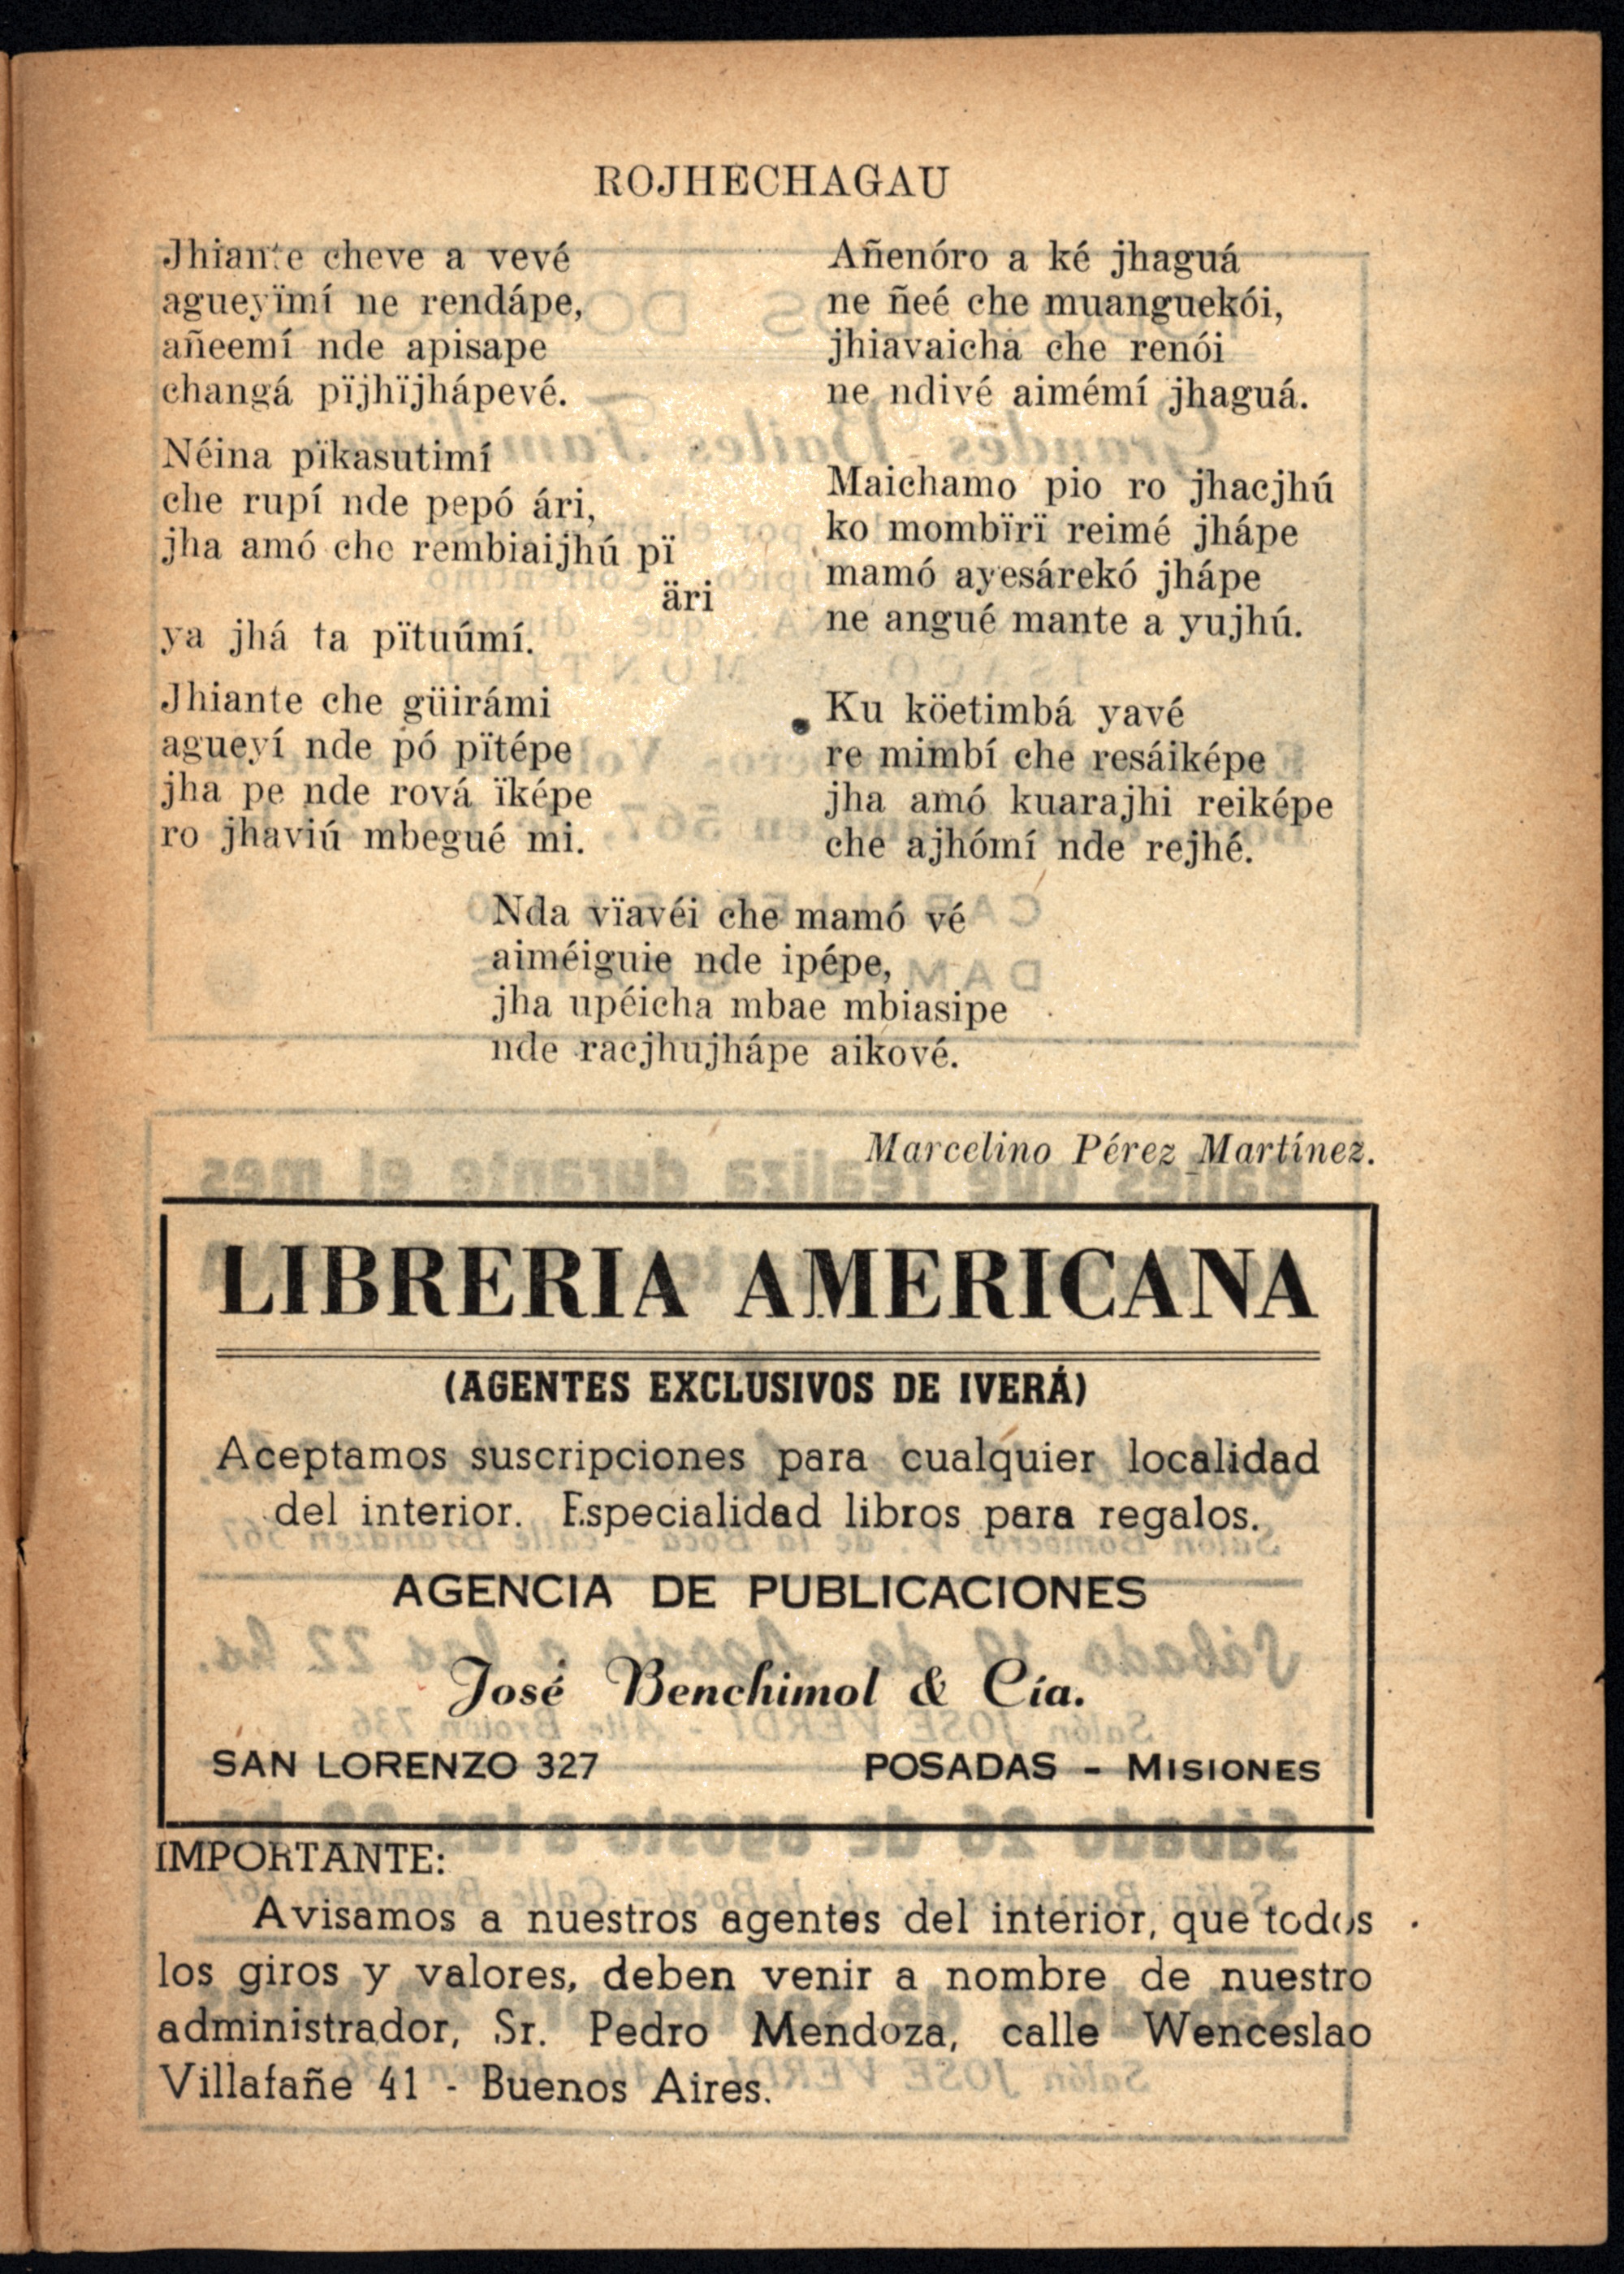 ROJHECHAGAU
Jhiante cheve a vevé
agueyïmí ne rendápe,
añeemí nde apisape
changá pïjhïjhápevé.
Néina pïkasutimí
che rupí nde pepó ári,
jha amó che rembiaijhú pï
äri
ya jhá ta pïtuúmí.
Jhiante che güirámi
agueyí nde pó pïtépe
jha pe nde rová ïképe
ro jhaviú mbegué mi.
Añenóro a ké jhaguá
ne ñeé che muanguekói,
jhiavaicha che renói
ne ndivé aimémí jhaguá.
Maichamo pio ro jhacjhú
ko mombïrï reimé jhápe
mamó ayesárekó jhápe
ne angué mante a yujhú.
Ku köetimbá yavé
re mimbí che resáiképe
jha amó kuarajhi reiképe
che ajhómí nde rejhé.
Nda vïavéi che mamó vé
aiméiguie nde ipépe,
jha upéicha mbae mbiasipe
nde racjhujhápe aikové.
Marcelino Pérez Martínez.
LIBRERIA AMERICANA
(AGENTES EXCLUSIVOS DE IVERÁ)
Aceptamos suscripciones para cualquier localidad
del interior. Especialidad libros para regalos.
AGENCIA DE PUBLICACIONES
José Benchimol & Cía.
SAN LORENZO 327 POSADAS - MISIONES
IMPORTANTE:
Avisamos a nuestros agentes del interior, que todos
los giros y valores, deben venir a nombre de nuestro
administrador, Sr. Pedro Mendoza, calle Wenceslao
Villafañe 41 - Buenos Aires.